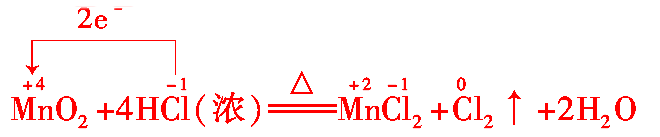 2e⁻
+4 -1 △ +2 -1 0
MnO₂+4HCl(浓)══MnCl₂+Cl₂↑+2H₂O